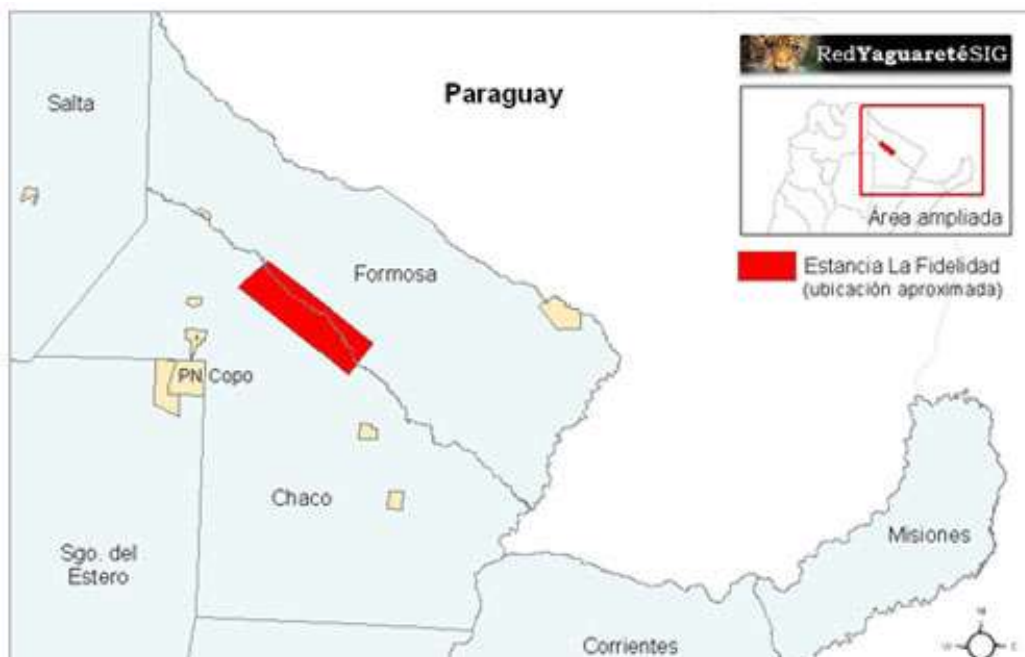 RedYaguaretéSIG
Paraguay
Salta
Área ampliada
Formosa
Estancia La Fidelidad
(ubicación aproximada)
PN Copo
Chaco
Sgo. del
Estero
Misiones
Corrientes
N
W
E